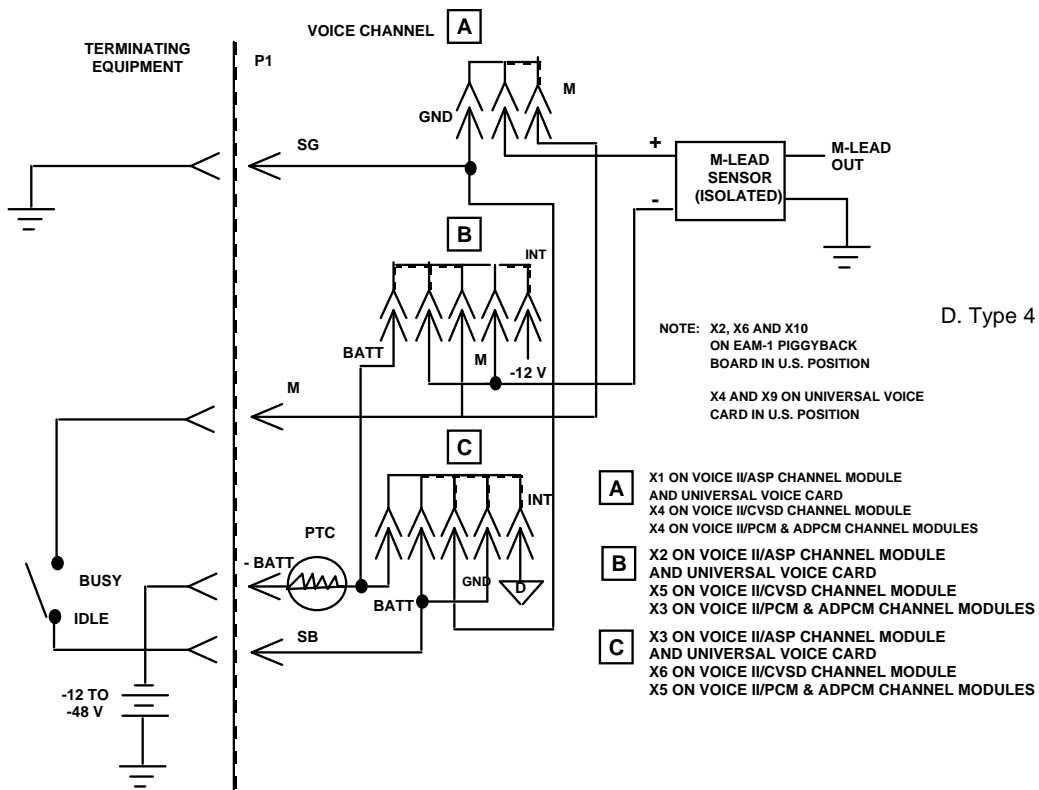 VOICE CHANNEL A
TERMINATING
EQUIPMENT
P1
M
GND
SG
+
-
M-LEAD
SENSOR
(ISOLATED)
M-LEAD
OUT
B
INT
BATT
M
-12 V
NOTE: X2, X6 AND X10
ON EAM-1 PIGGYBACK
BOARD IN U.S. POSITION
X4 AND X9 ON UNIVERSAL VOICE
CARD IN U.S. POSITION
D. Type 4
M
C
INT
PTC
- BATT
BATT
GND
D
SB
BUSY
IDLE
-12 TO
-48 V
A
X1 ON VOICE II/ASP CHANNEL MODULE
AND UNIVERSAL VOICE CARD
X4 ON VOICE II/CVSD CHANNEL MODULE
X4 ON VOICE II/PCM & ADPCM CHANNEL MODULES
B
X2 ON VOICE II/ASP CHANNEL MODULE
AND UNIVERSAL VOICE CARD
X5 ON VOICE II/CVSD CHANNEL MODULE
X3 ON VOICE II/PCM & ADPCM CHANNEL MODULES
C
X3 ON VOICE II/ASP CHANNEL MODULE
AND UNIVERSAL VOICE CARD
X6 ON VOICE II/CVSD CHANNEL MODULE
X5 ON VOICE II/PCM & ADPCM CHANNEL MODULES